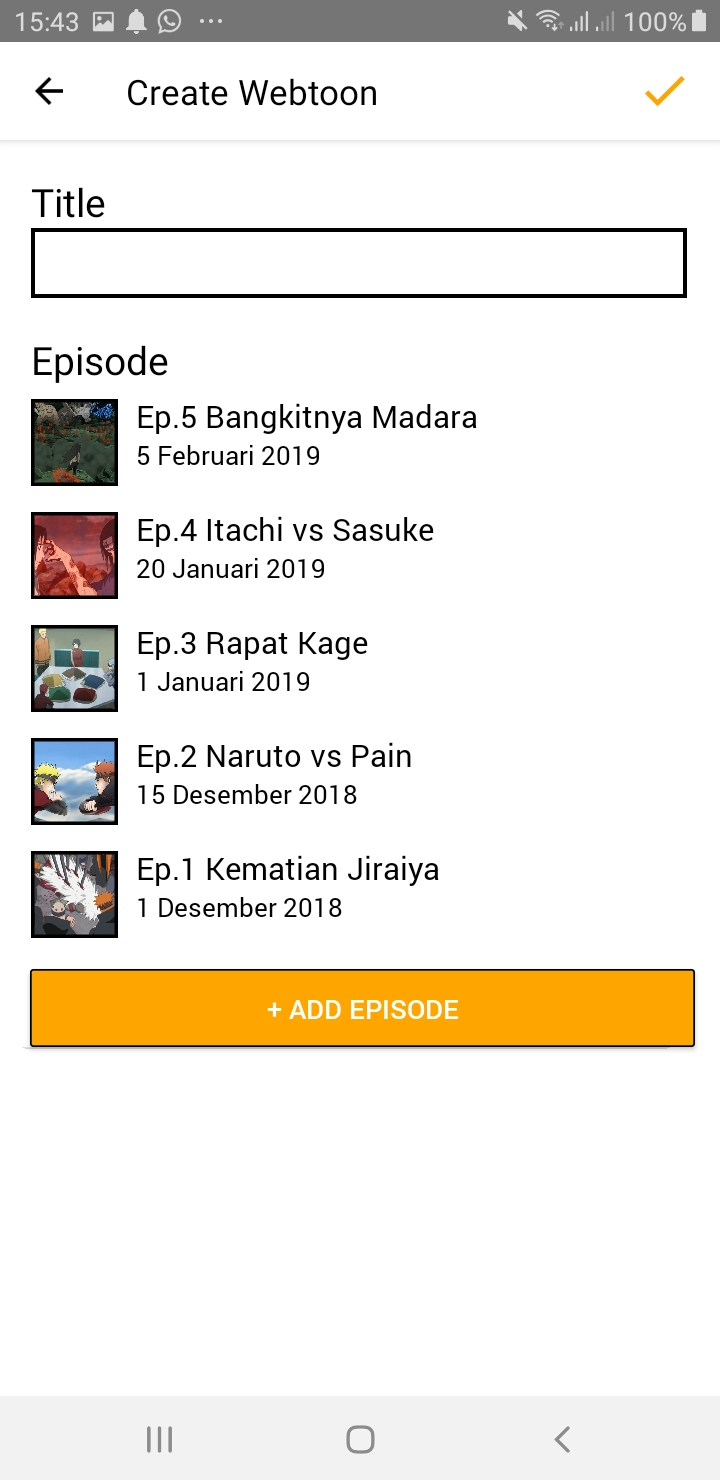 15:43 100%
Create Webtoon
Title
Episode
Ep.5 Bangkitnya Madara
5 Februari 2019
Ep.4 Itachi vs Sasuke
20 Januari 2019
Ep.3 Rapat Kage
1 Januari 2019
Ep.2 Naruto vs Pain
15 Desember 2018
Ep.1 Kematian Jiraiya
1 Desember 2018
+ ADD EPISODE